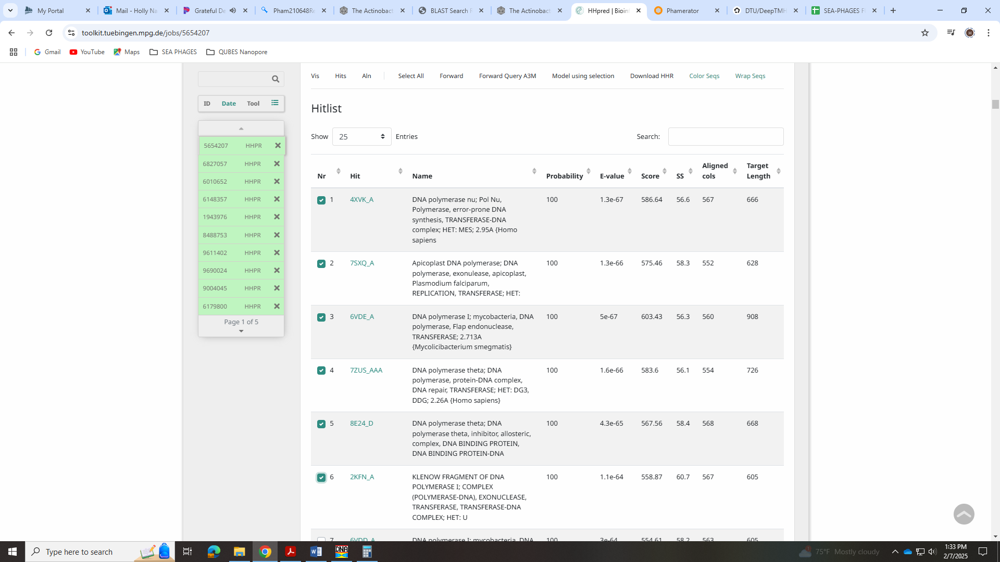 My Portal
Mail - Holly Na
Grateful De
Pham210648Re
The Actinobact
BLAST Search R
The Actinobact
HHpred | Bioinf
Phamerator
DTU/DeepTMH
SEA-PHAGES F
toolkit.tuebingen.mpg.de/jobs/5654207
H
Gmail
YouTube
Maps
SEA PHAGES
QUBES Nanopore
Vis Hits Aln Select All Forward Forward Query A3M Model using selection Download HHR Color Seqs Wrap Seqs
ID Date Tool
5654207 HHPR
6827057 HHPR
6010652 HHPR
6148357 HHPR
1943976 HHPR
8488753 HHPR
9611402 HHPR
9690024 HHPR
9004045 HHPR
6179800 HHPR
Page 1 of 5
Hitlist
Show 25 Entries Search:
Nr Hit Name Probability E-value Score SS Aligned cols Target Length
1 4XVK_A DNA polymerase nu; Pol Nu, 100 1.3e-67 586.64 56.6 567 666
Polymerase, error-prone DNA
synthesis, TRANSFERASE-DNA
complex; HET: MES; 2.95A {Homo
sapiens
2 7SXQ_A Apicoplast DNA polymerase; DNA 100 1.3e-66 575.46 58.3 552 628
polymerase, exonulease, apicoplast,
Plasmodium falciparum,
REPLICATION, TRANSFERASE; HET:
3 6VDE_A DNA polymerase I; mycobacteria, DNA 100 5e-67 603.43 56.3 560 908
polymerase, Flap endonuclease,
TRANSFERASE; 2.713A
{Mycolicibacterium smegmatis}
4 7ZUS_AAA DNA polymerase theta; DNA 100 1.6e-66 583.6 56.1 554 726
polymerase, protein-DNA complex,
DNA repair, TRANSFERASE; HET: DG3,
DDG; 2.26A {Homo sapiens}
5 8E24_D DNA polymerase theta; DNA 100 4.3e-65 567.56 58.4 568 668
polymerase theta, inhibitor, allosteric,
complex, DNA BINDING PROTEIN,
DNA BINDING PROTEIN-DNA
6 2KFN_A KLENOW FRAGMENT OF DNA 100 1.1e-64 558.87 60.7 567 605
POLYMERASE I; COMPLEX
(POLYMERASE-DNA), EXONUCLEASE,
TRANSFERASE, TRANSFERASE-DNA
COMPLEX; HET: U
7 6VDD_A DNA polymerase I; mycobacteria, DNA 100 3e-64 554.61 58.2 563 605
Type here to search
DNA
75°F Mostly cloudy
1:33 PM
2/7/2025